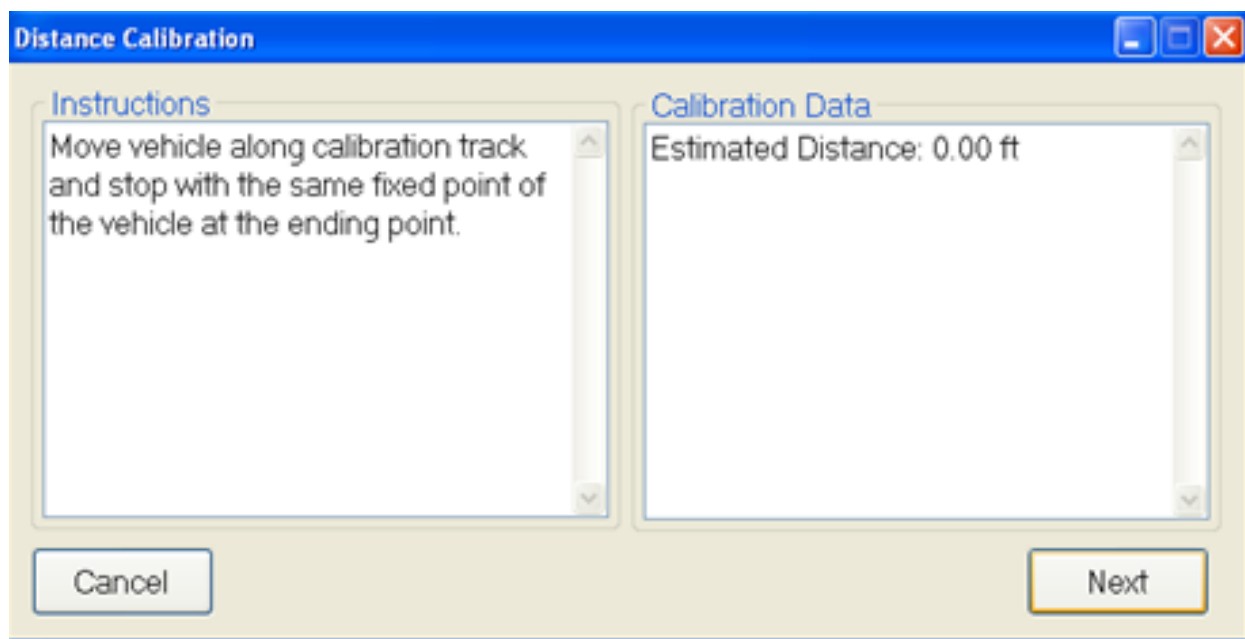 Distance Calibration
Instructions
Move vehicle along calibration track
and stop with the same fixed point of
the vehicle at the ending point.
Calibration Data
Estimated Distance: 0.00 ft
Cancel
Next